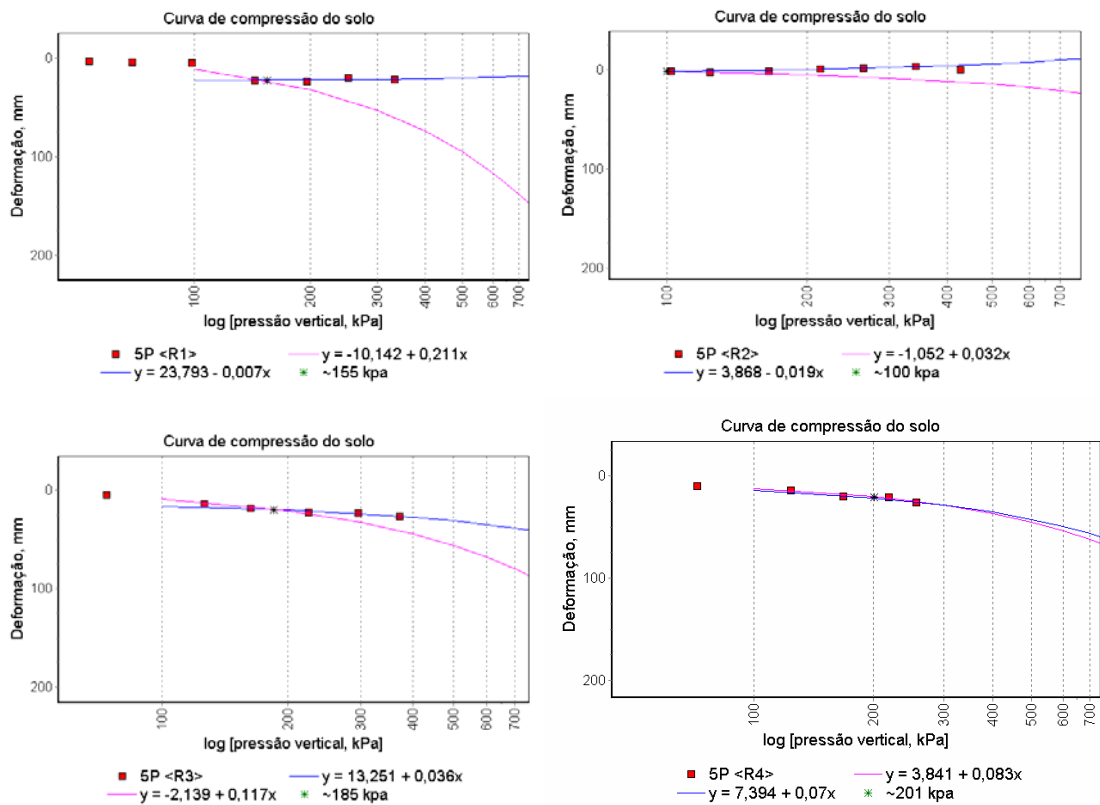 Curva de compressão do solo
Deformação, mm
0
100
200
100
200
300
400
500
600
700
log [pressão vertical, kPa]
5P <R1>
y = -10,142 + 0,211x
y = 23,793 - 0,007x
~155 kpa
Curva de compressão do solo
Deformação, mm
0
100
200
100
200
300
400
500
600
700
log [pressão vertical, kPa]
5P <R2>
y = -1,052 + 0,032x
y = 3,868 - 0,019x
~100 kpa
Curva de compressão do solo
Deformação, mm
0
100
200
100
200
300
400
500
600
700
log [pressão vertical, kPa]
5P <R3>
y = 13,251 + 0,036x
y = -2,139 + 0,117x
~185 kpa
Curva de compressão do solo
Deformação, mm
0
100
200
100
200
300
400
500
600
700
log [pressão vertical, kPa]
5P <R4>
y = 3,841 + 0,083x
y = 7,394 + 0,07x
~201 kpa